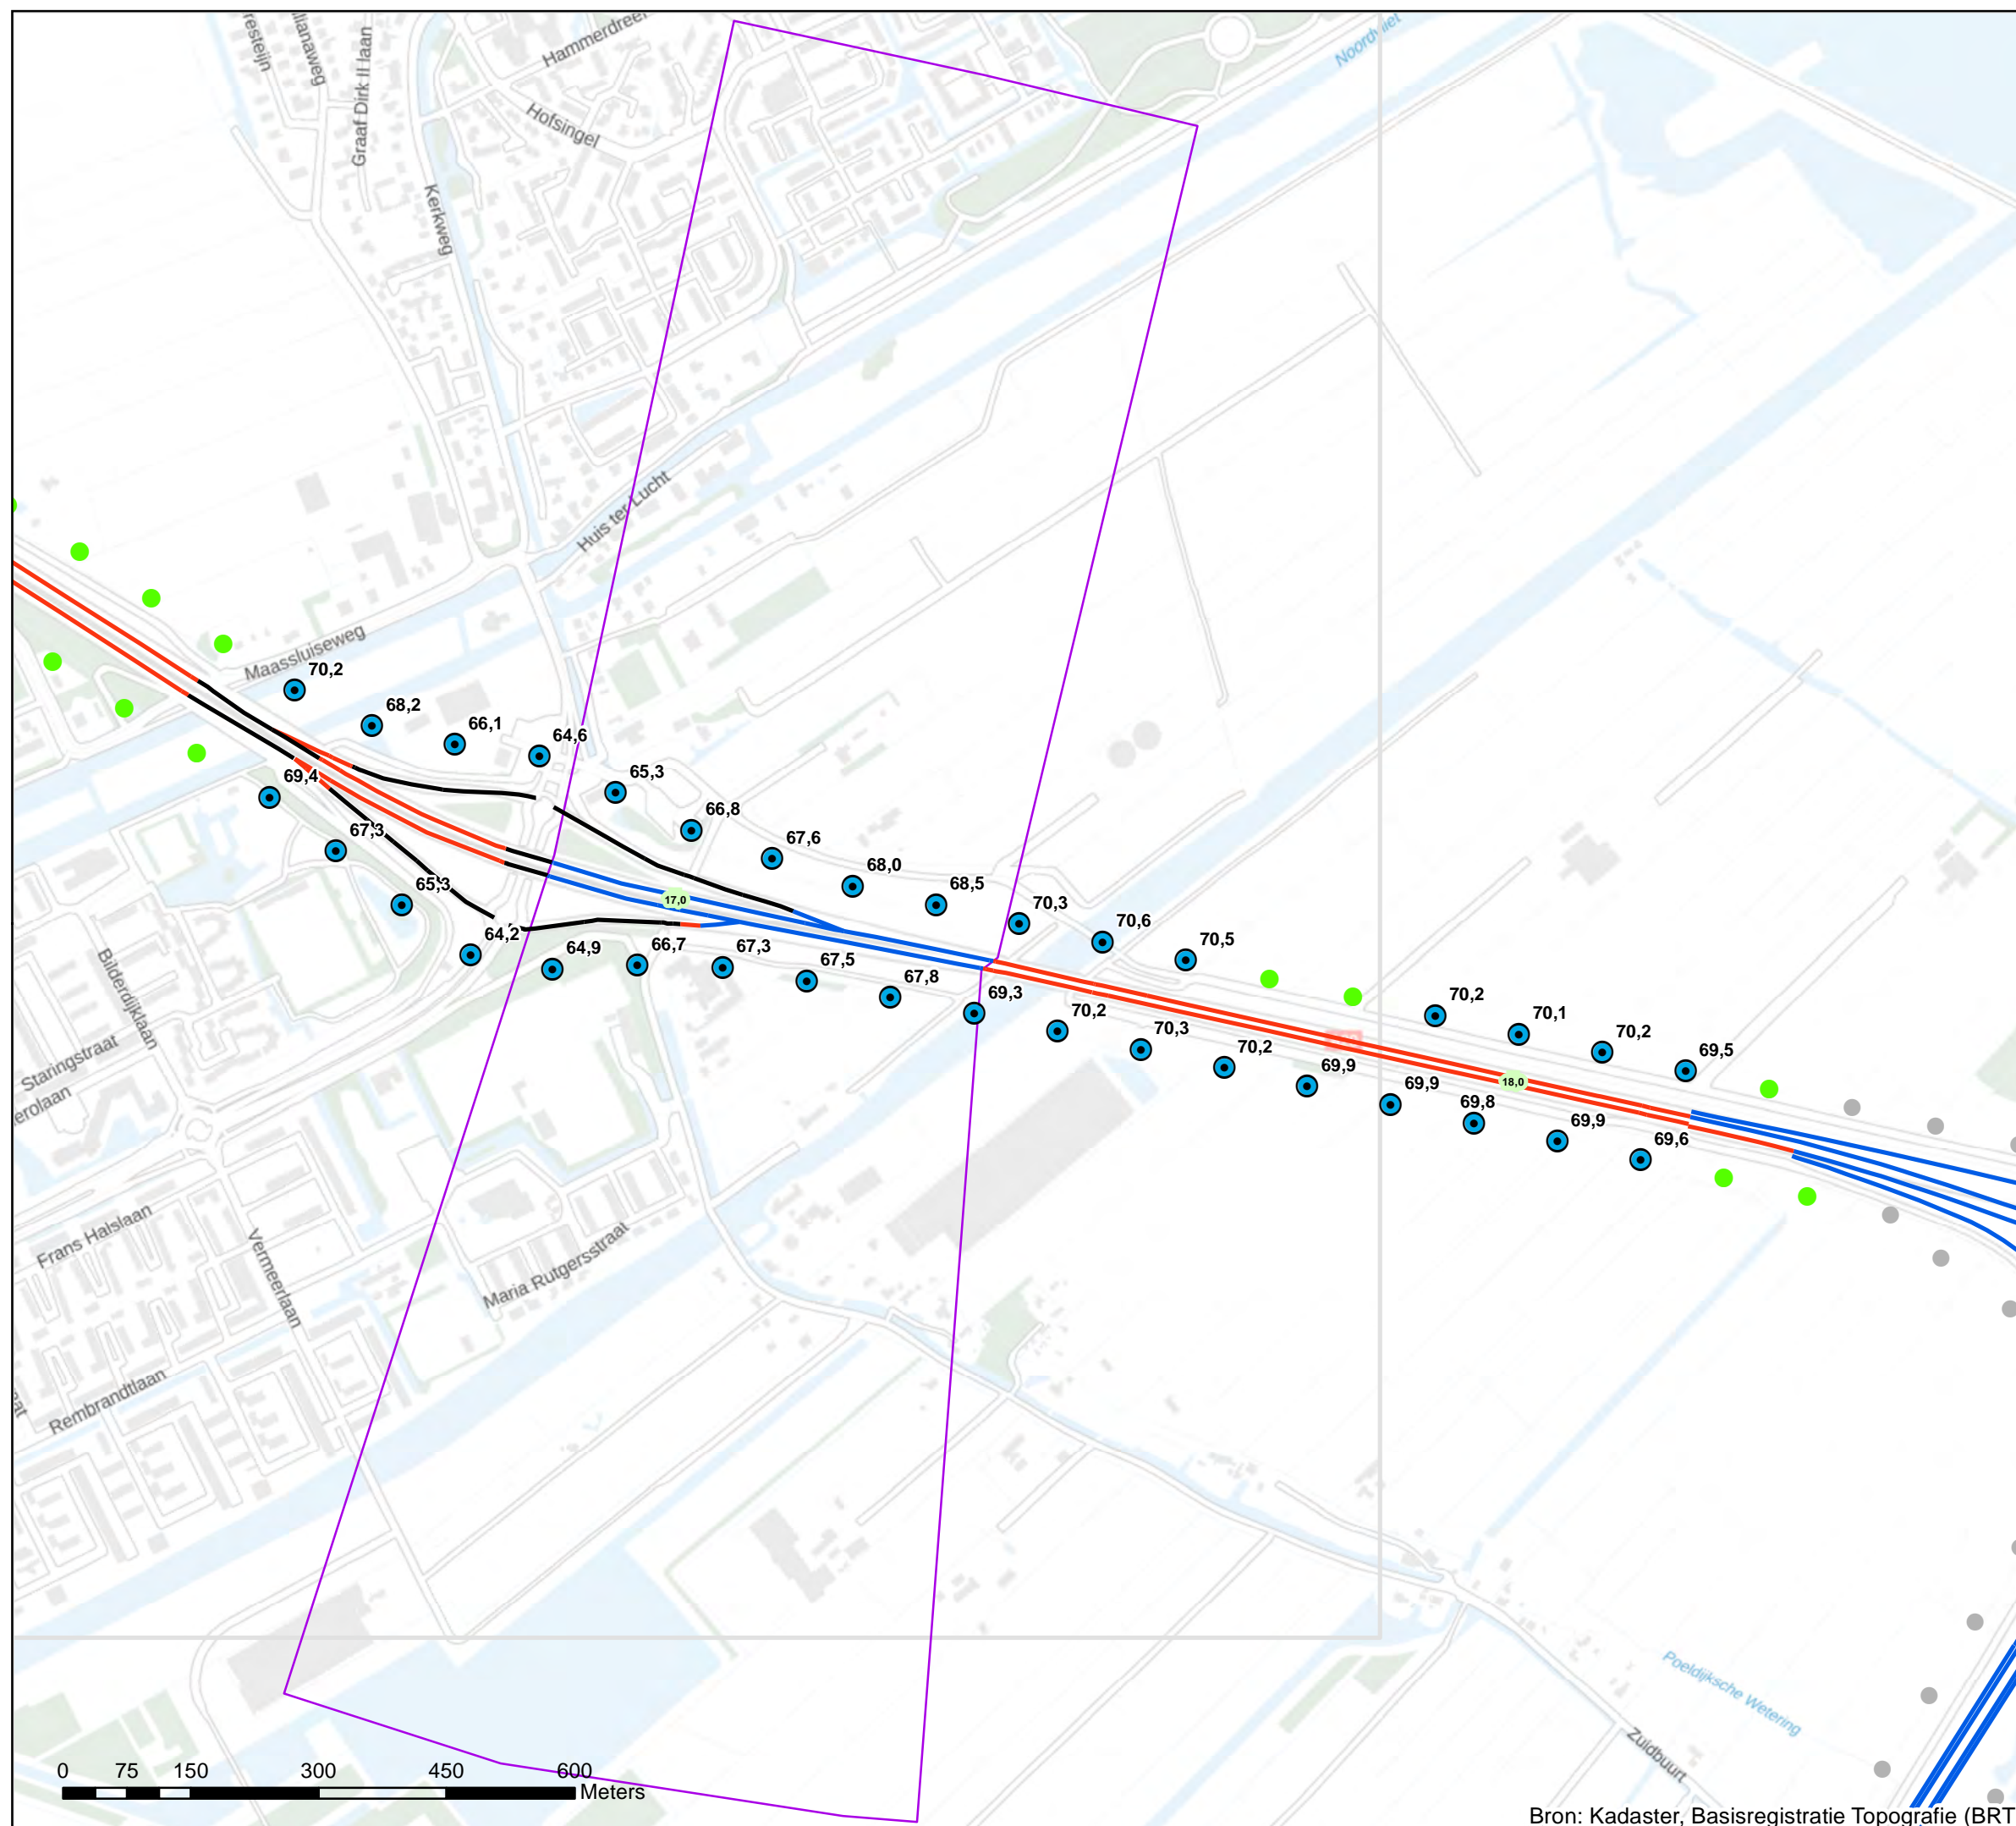 Hammerdreef
Graaf Dirk II laan
Hofsingel
Kerkweg
Noordvliet
Huis ter Lucht
Maassluiseweg
70,2
68,2
66,1
64,6
65,3
66,8
67,6
68,0
68,5
70,3
70,6
70,5
70,2
70,1
70,2
69,5
69,4
67,3
65,3
64,2
64,9
66,7
67,3
67,5
67,8
69,3
70,2
70,3
70,2
69,9
69,9
69,8
69,9
69,6
17,0
18,0
Bilderdijklaan
Staringstraat
erolaan
Frans Halslaan
Vermeerlaan
Maria Rutgersstraat
Rembrandtlaan
Poeldijksche Wetering
Zuidbuurt
0 75 150 300 450 600
Meters
Bron: Kadaster, Basisregistratie Topografie (BRT